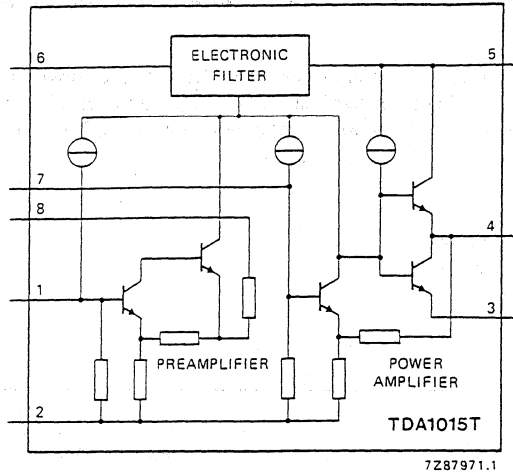 6
ELECTRONIC
FILTER
5
7
8
4
1
3
PREAMPLIFIER
POWER
AMPLIFIER
2
TDA1015T
7Z87971.1